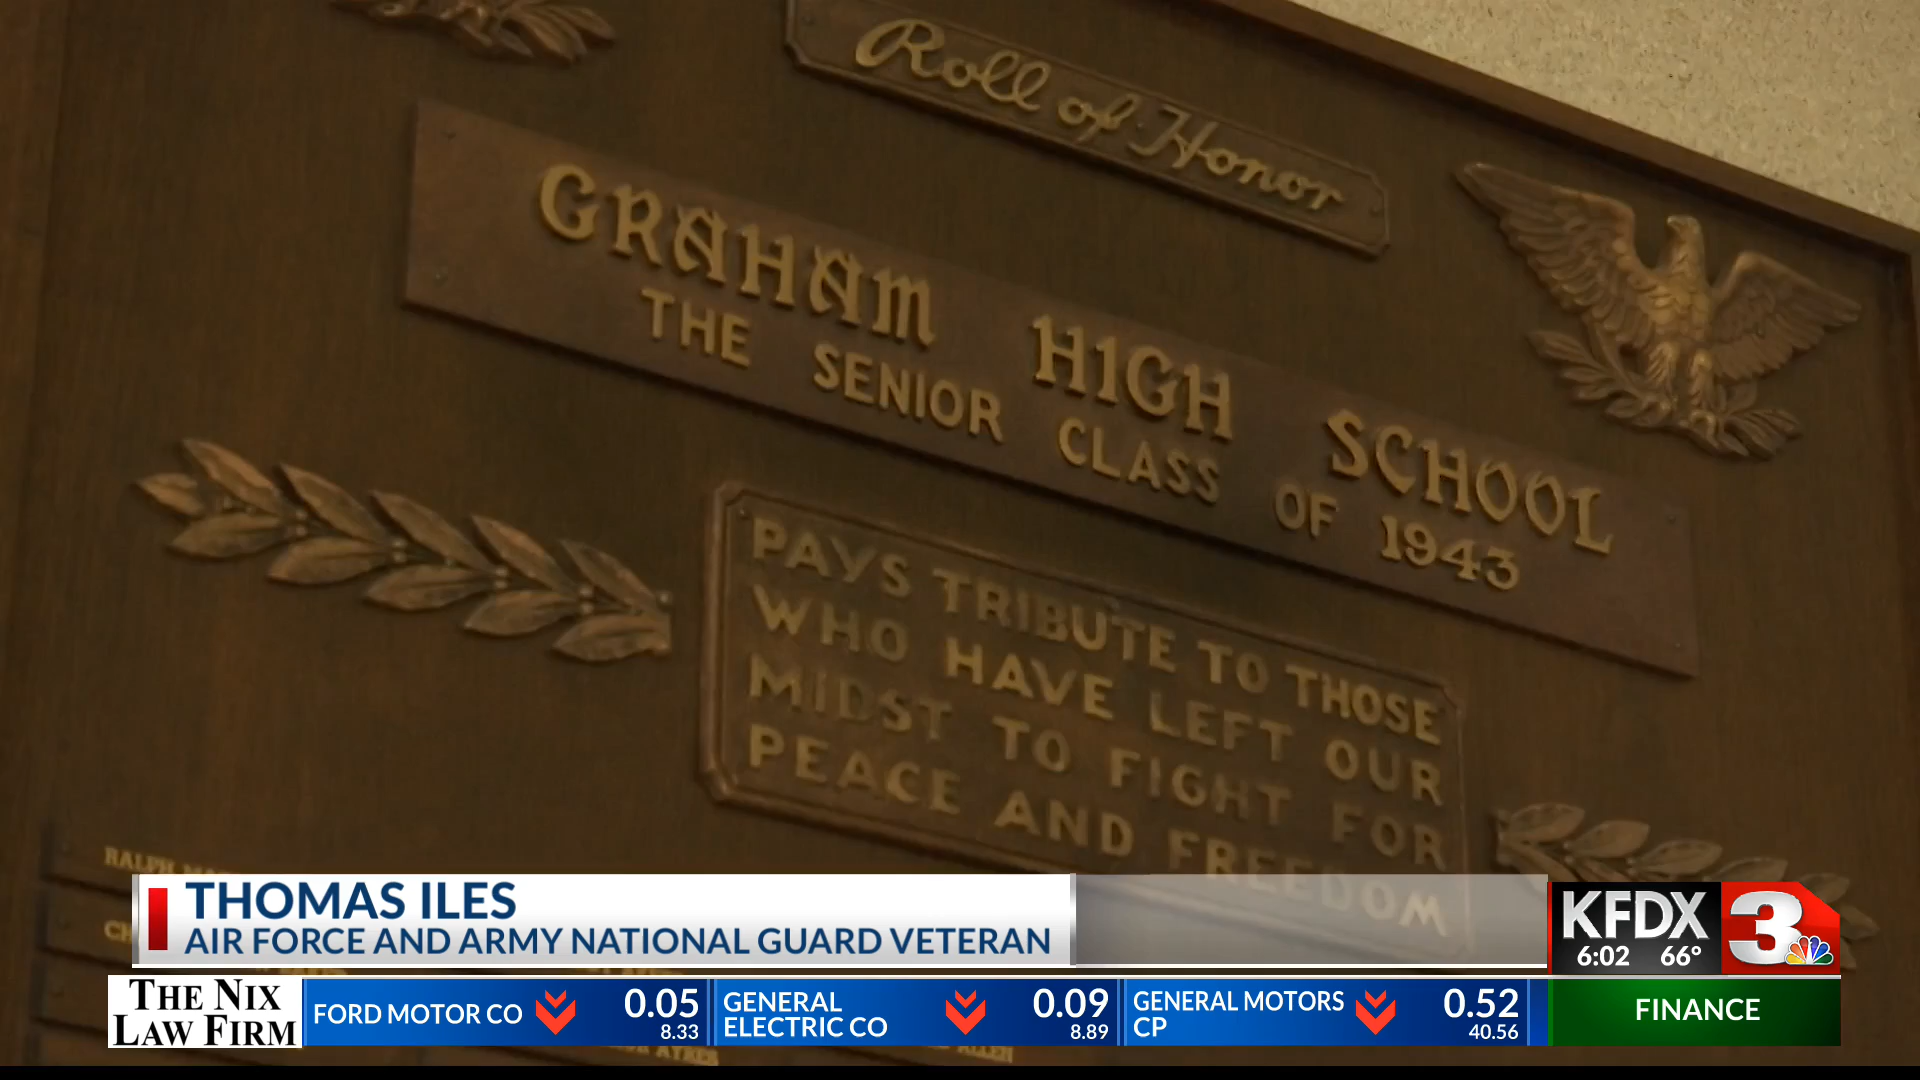 Roll of Honor
GRAHAM HIGH SCHOOL
THE SENIOR CLASS OF 1943
PAYS TRIBUTE TO THOSE
WHO HAVE LEFT OUR
MIDST TO FIGHT FOR
PEACE AND FREEDOM
RALPH
THOMAS ILES
AIR FORCE AND ARMY NATIONAL GUARD VETERAN
KFDX 3
6:02 66°
THE NIX
LAW FIRM
FORD MOTOR CO 0.05
8.33
GENERAL
ELECTRIC CO 0.09
8.89
GENERAL MOTORS
CP 0.52
40.56
FINANCE
AYRES
ALLEN